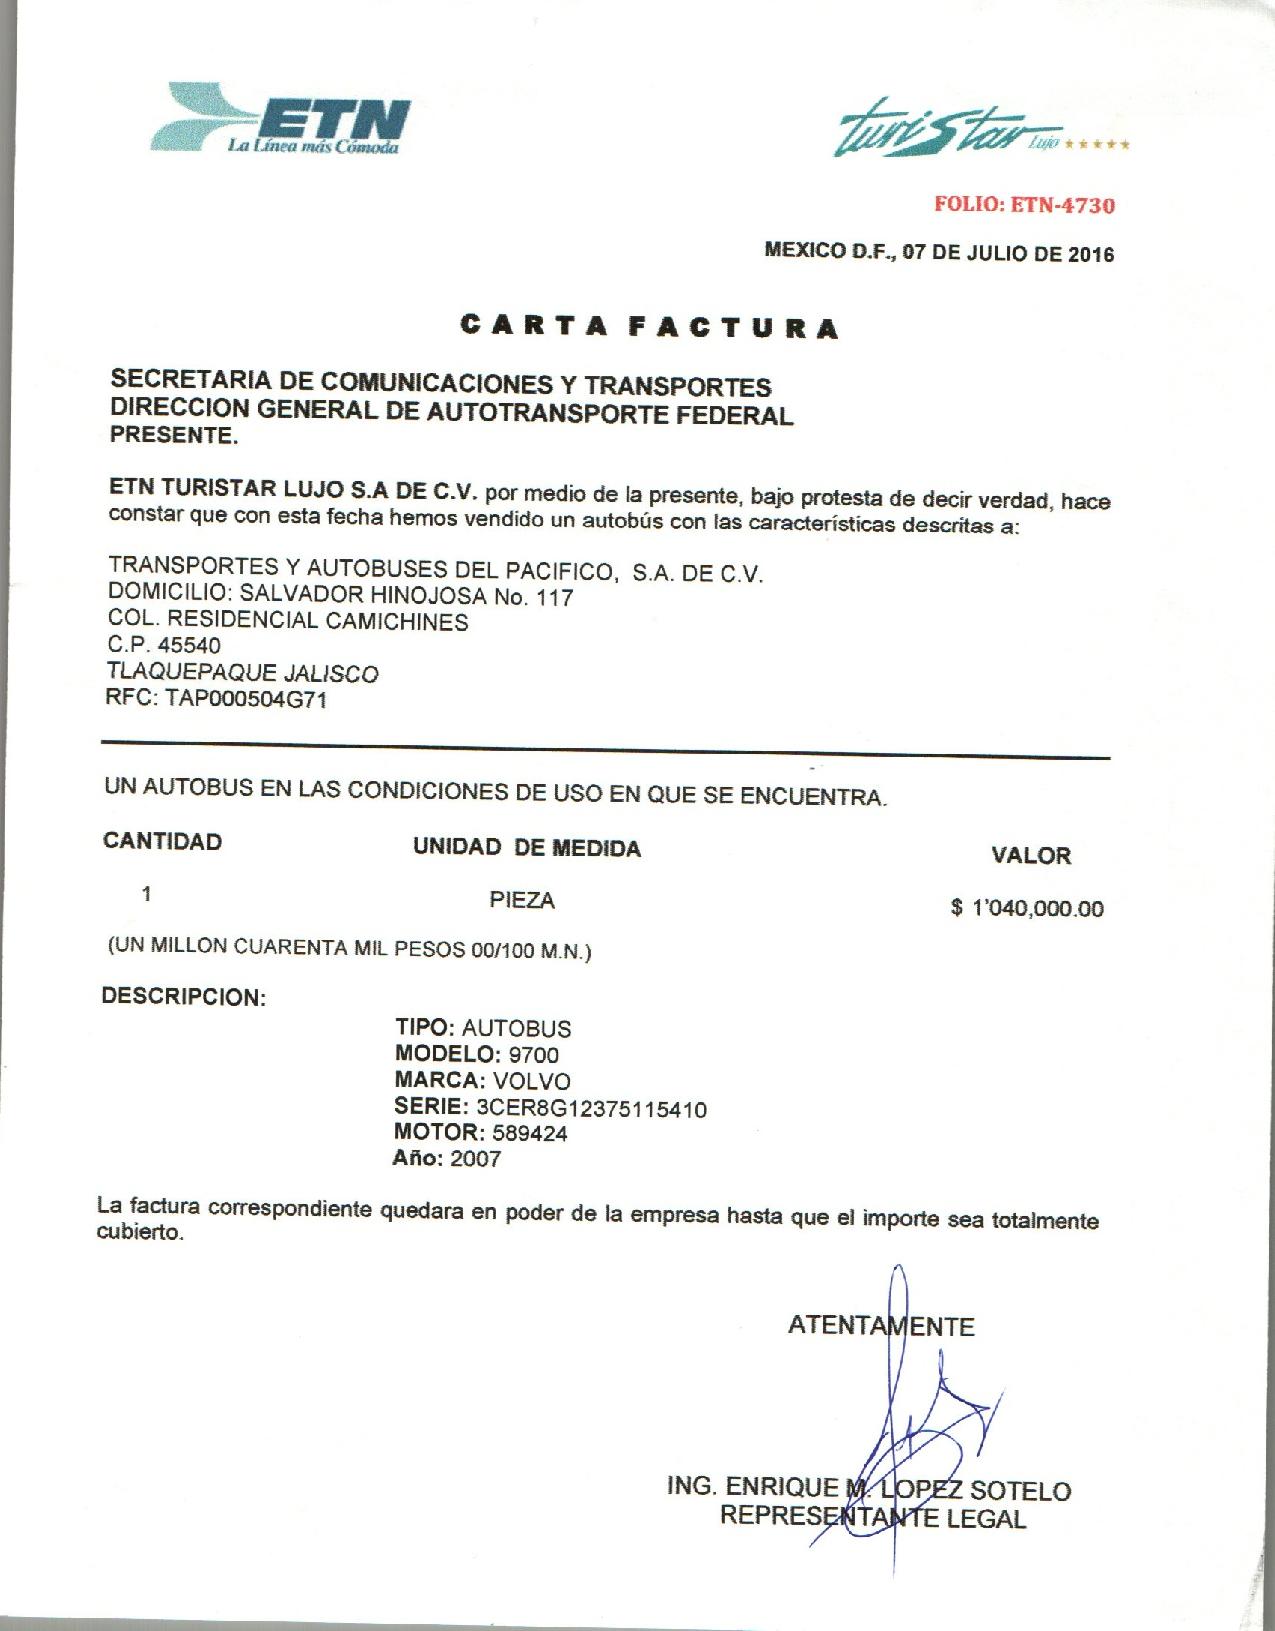 ETN
La Línea más Cómoda
turiStar Lujo ★★★★★
FOLIO: ETN-4730
MEXICO D.F., 07 DE JULIO DE 2016
CARTA FACTURA
SECRETARIA DE COMUNICACIONES Y TRANSPORTES
DIRECCION GENERAL DE AUTOTRANSPORTE FEDERAL
PRESENTE.
ETN TURISTAR LUJO S.A DE C.V. por medio de la presente, bajo protesta de decir verdad, hace
constar que con esta fecha hemos vendido un autobús con las características descritas a:
TRANSPORTES Y AUTOBUSES DEL PACIFICO, S.A. DE C.V.
DOMICILIO: SALVADOR HINOJOSA No. 117
COL. RESIDENCIAL CAMICHINES
C.P. 45540
TLAQUEPAQUE JALISCO
RFC: TAP000504G71
UN AUTOBUS EN LAS CONDICIONES DE USO EN QUE SE ENCUENTRA.
CANTIDAD UNIDAD DE MEDIDA VALOR
1 PIEZA $ 1'040,000.00
(UN MILLON CUARENTA MIL PESOS 00/100 M.N.)
DESCRIPCION:
TIPO: AUTOBUS
MODELO: 9700
MARCA: VOLVO
SERIE: 3CER8G12375115410
MOTOR: 589424
Año: 2007
La factura correspondiente quedara en poder de la empresa hasta que el importe sea totalmente
cubierto.
ATENTAMENTE
ING. ENRIQUE M. LOPEZ SOTELO
REPRESENTANTE LEGAL